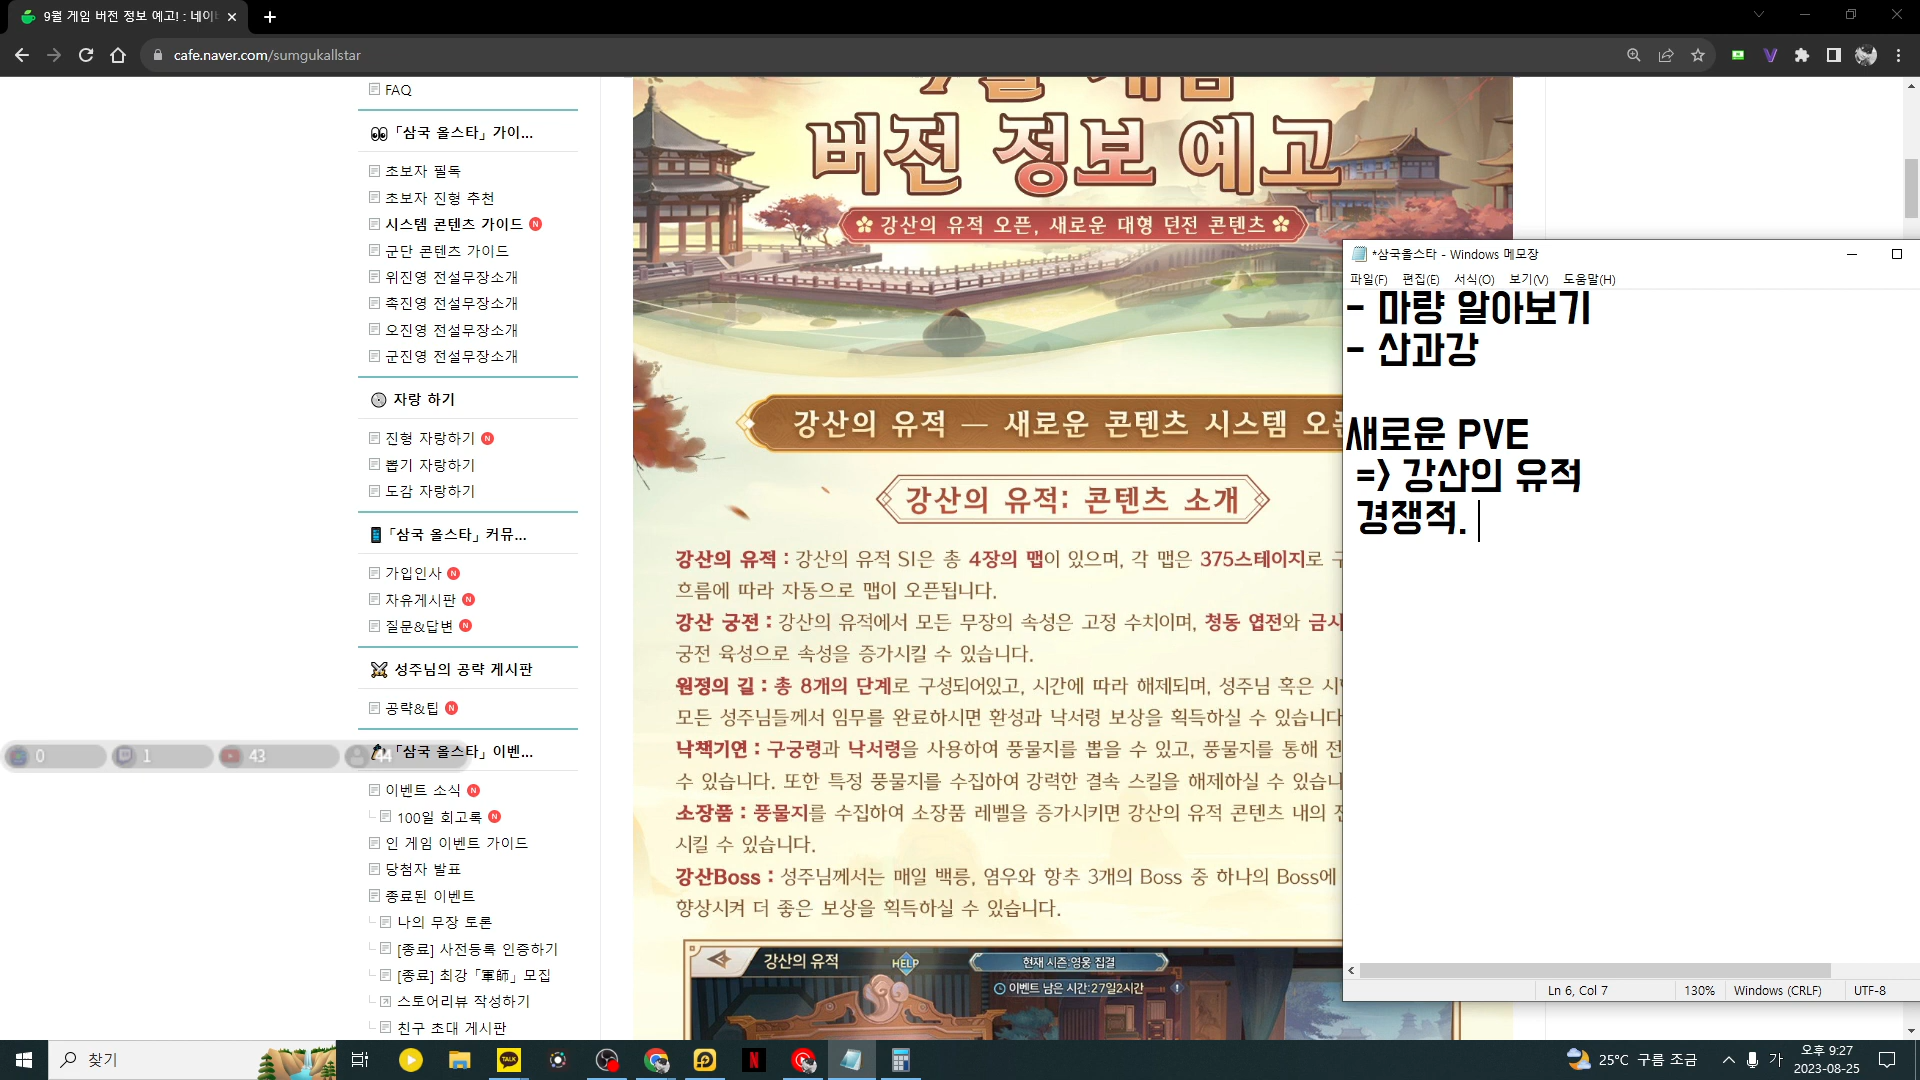 9월 게임 버전 정보 예고! : 네이버
cafe.naver.com/sumgukallstar
FAQ
「삼국 올스타」 가이...
초보자 필독
초보자 진형 추천
시스템 콘텐츠 가이드 N
군단 콘텐츠 가이드
위진영 전설무장소개
촉진영 전설무장소개
오진영 전설무장소개
군진영 전설무장소개
자랑 하기
진형 자랑하기 N
뽑기 자랑하기
도감 자랑하기
「삼국 올스타」 커뮤...
가입인사 N
자유게시판 N
질문&답변 N
성주님의 공략 게시판
공략&팁 N
「삼국 올스타」 이벤...
0 1 43 44
이벤트 소식 N
100일 회고록 N
인 게임 이벤트 가이드
당첨자 발표
종료된 이벤트
나의 무장 토론
[종료] 사전등록 인증하기
[종료] 최강「軍師」모집
스토어리뷰 작성하기
친구 초대 게시판
9월 게임
버전 정보 예고
강산의 유적 오픈, 새로운 대형 던전 콘텐츠
강산의 유적 — 새로운 콘텐츠 시스템 오픈
강산의 유적: 콘텐츠 소개
강산의 유적 : 강산의 유적 S1은 총 4장의 맵이 있으며, 각 맵은 375스테이지로
흐름에 따라 자동으로 맵이 오픈됩니다.
강산 궁전 : 강산의 유적에서 모든 무장의 속성은 고정 수치이며, 청동 엽전와 금사
궁전 육성으로 속성을 증가시킬 수 있습니다.
원정의 길 : 총 8개의 단계로 구성되어있고, 시간에 따라 해제되며, 성주님 혹은
모든 성주님들께서 임무를 완료하시면 환성과 낙서령 보상을 획득하실 수 있습니다
낙책기연 : 구궁령과 낙서령을 사용하여 풍물지를 뽑을 수 있고, 풍물지를 통해
수 있습니다. 또한 특정 풍물지를 수집하여 강력한 결속 스킬을 해제하실 수 있습니
소장품 : 풍물지를 수집하여 소장품 레벨을 증가시키면 강산의 유적 콘텐츠 내의
시킬 수 있습니다.
강산Boss : 성주님께서는 매일 백릉, 염우와 항추 3개의 Boss 중 하나의 Boss에
향상시켜 더 좋은 보상을 획득하실 수 있습니다.
강산의 유적
HELP
현재 시즌:영웅 집결
이벤트 남은 시간:27일2시간
*삼국올스타 - Windows 메모장
파일(F) 편집(E) 서식(O) 보기(V) 도움말(H)
- 마량 알아보기
- 산과강
새로운 PVE
=> 강산의 유적
경쟁적.
Ln 6, Col 7 130% Windows (CRLF) UTF-8
찾기
TALK
25°C 구름 조금
가
오후 9:27
2023-08-25